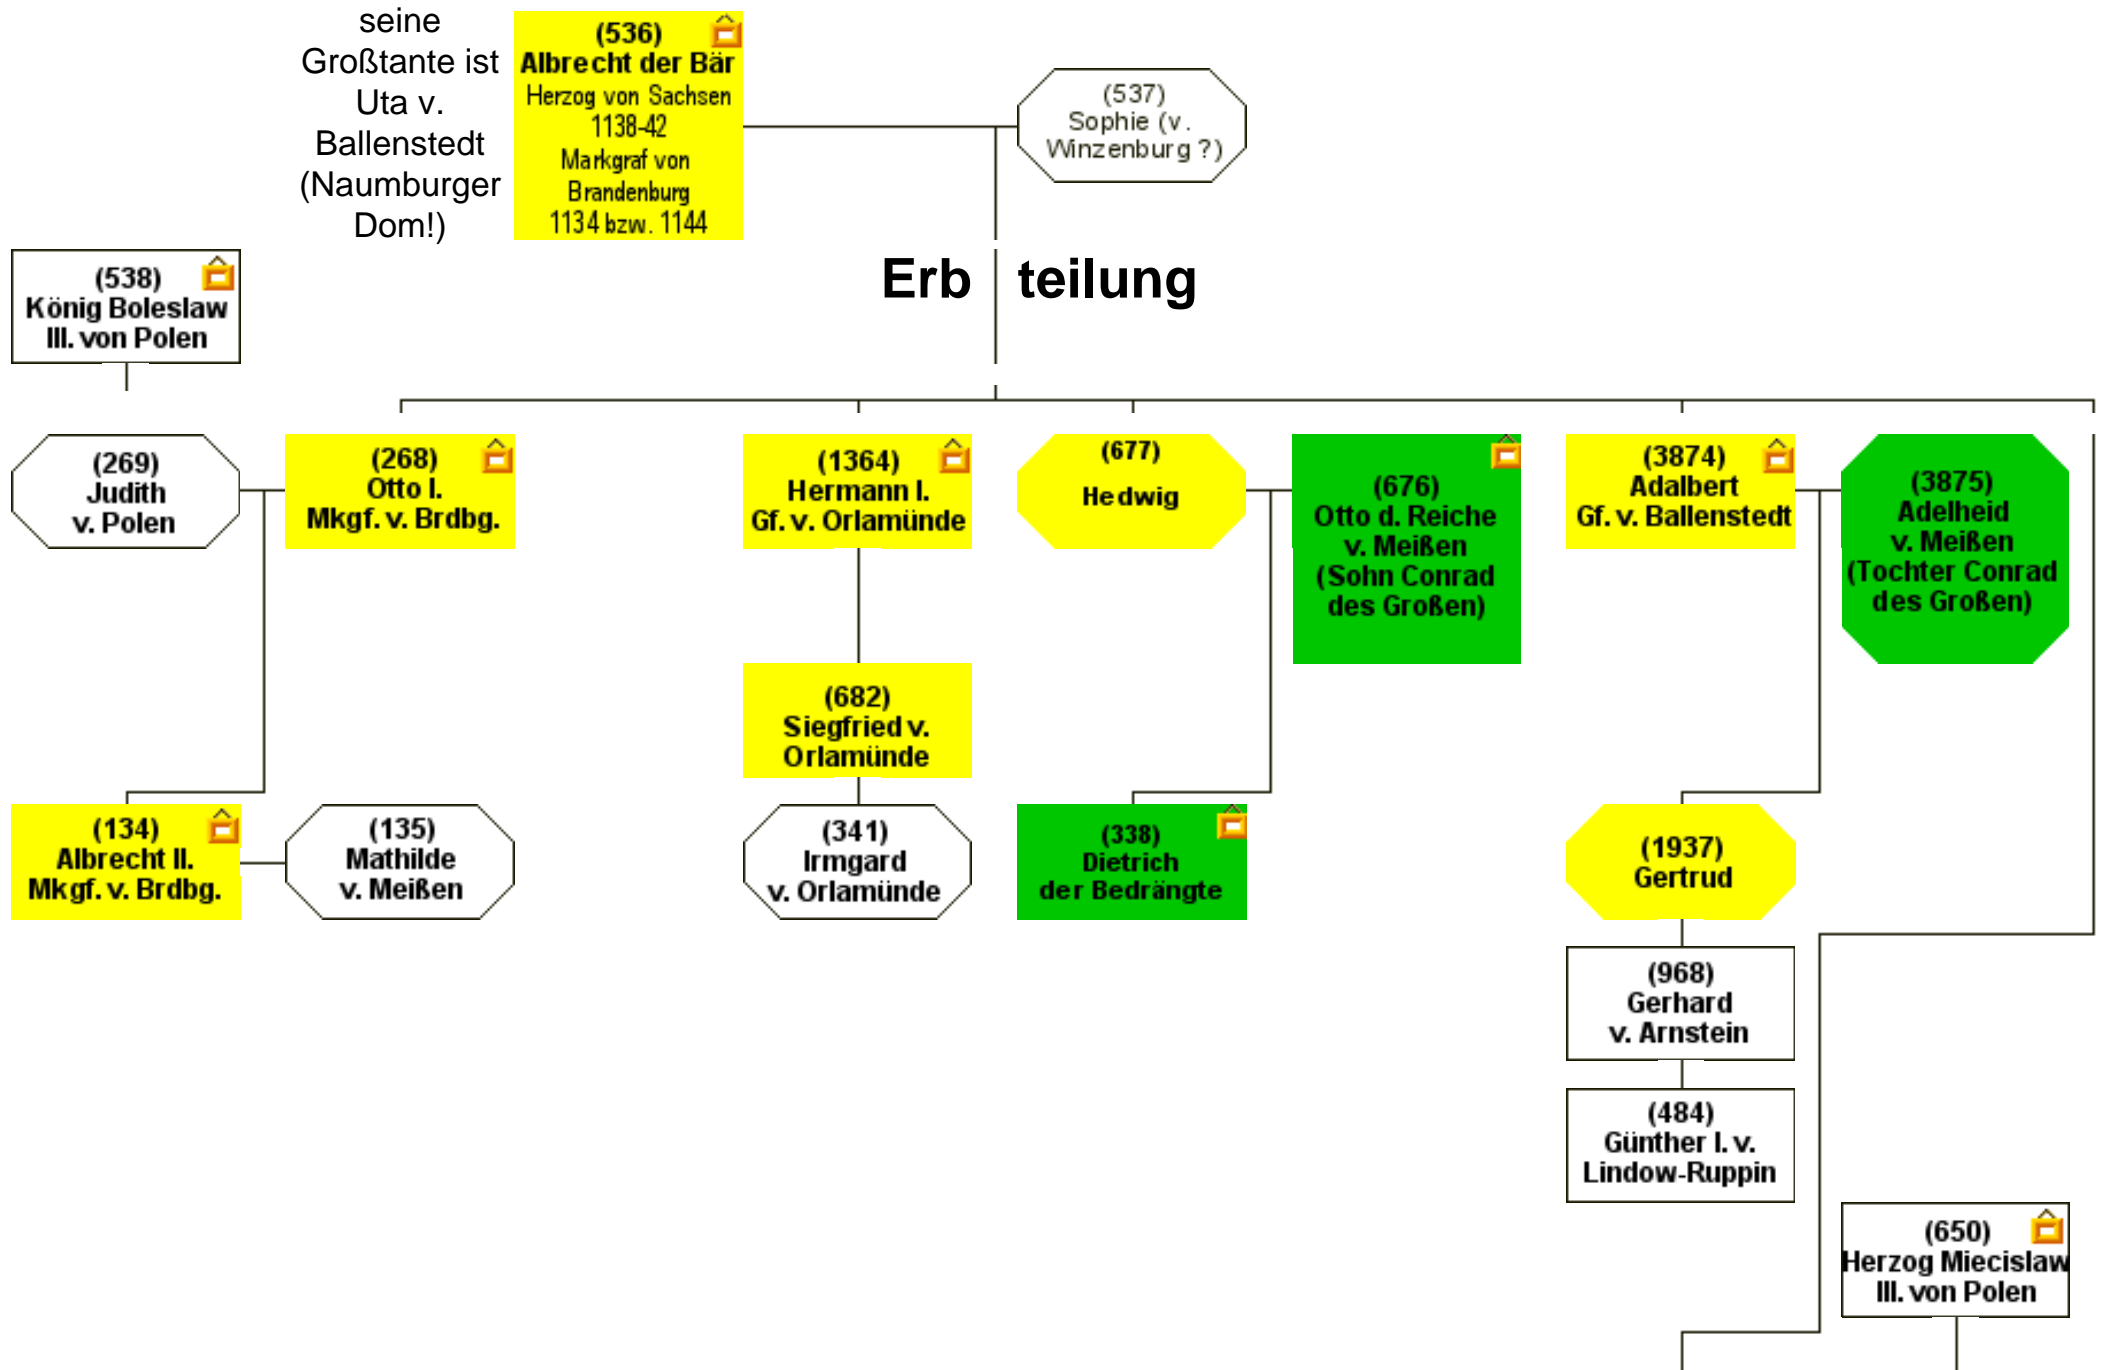 seine
Großtante ist
Uta v.
Ballenstedt
(Naumburger
Dom!)
(536)
Albrecht der Bär
Herzog von Sachsen
1138-42
Markgraf von
Brandenburg
1134 bzw. 1144
(537)
Sophie (v.
Winzenburg ?)
(538)
König Boleslaw
III. von Polen
Erb teilung
(269)
Judith
v. Polen
(268)
Otto I.
Mkgf. v. Brdbg.
(1364)
Hermann I.
Gf. v. Orlamünde
(677)
Hedwig
(676)
Otto d. Reiche
v. Meißen
(Sohn Conrad
des Großen)
(3874)
Adalbert
Gf. v. Ballenstedt
(3875)
Adelheid
v. Meißen
(Tochter Conrad
des Großen)
(682)
Siegfried v.
Orlamünde
(134)
Albrecht II.
Mkgf. v. Brdbg.
(135)
Mathilde
v. Meißen
(341)
Irmgard
v. Orlamünde
(338)
Dietrich
der Bedrängte
(1937)
Gertrud
(968)
Gerhard
v. Arnstein
(484)
Günther I. v.
Lindow-Ruppin
(650)
Herzog Miecislaw
III. von Polen